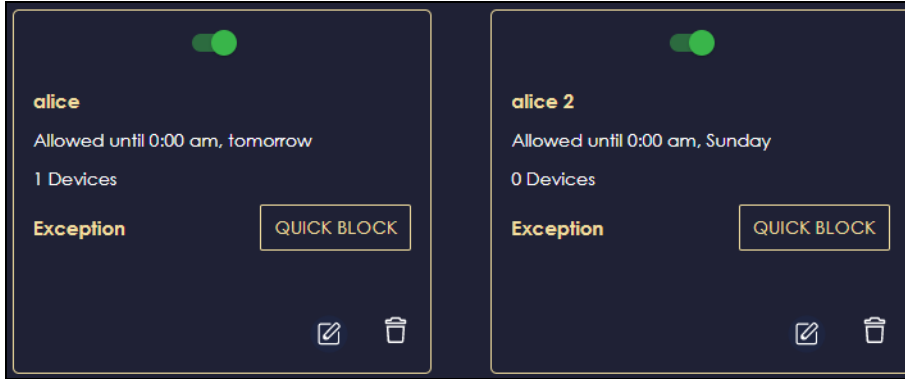 alice
Allowed until 0:00 am, tomorrow
1 Devices
Exception
QUICK BLOCK
alice 2
Allowed until 0:00 am, Sunday
0 Devices
Exception
QUICK BLOCK